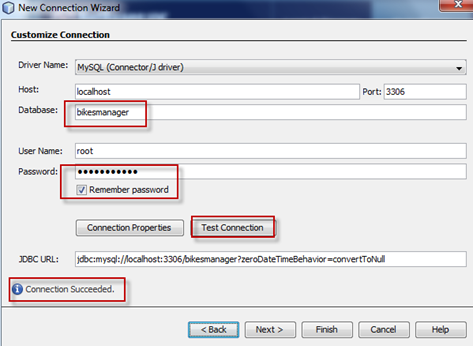 New Connection Wizard
Customize Connection
Driver Name: MySQL (Connector/J driver)
Host: localhost Port: 3306
Database: bikesmanager
User Name: root
Password: ●●●●●●●●●●●
Remember password
Connection Properties Test Connection
JDBC URL: jdbc:mysql://localhost:3306/bikesmanager?zeroDateTimeBehavior=convertToNull
Connection Succeeded.
< Back Next > Finish Cancel Help